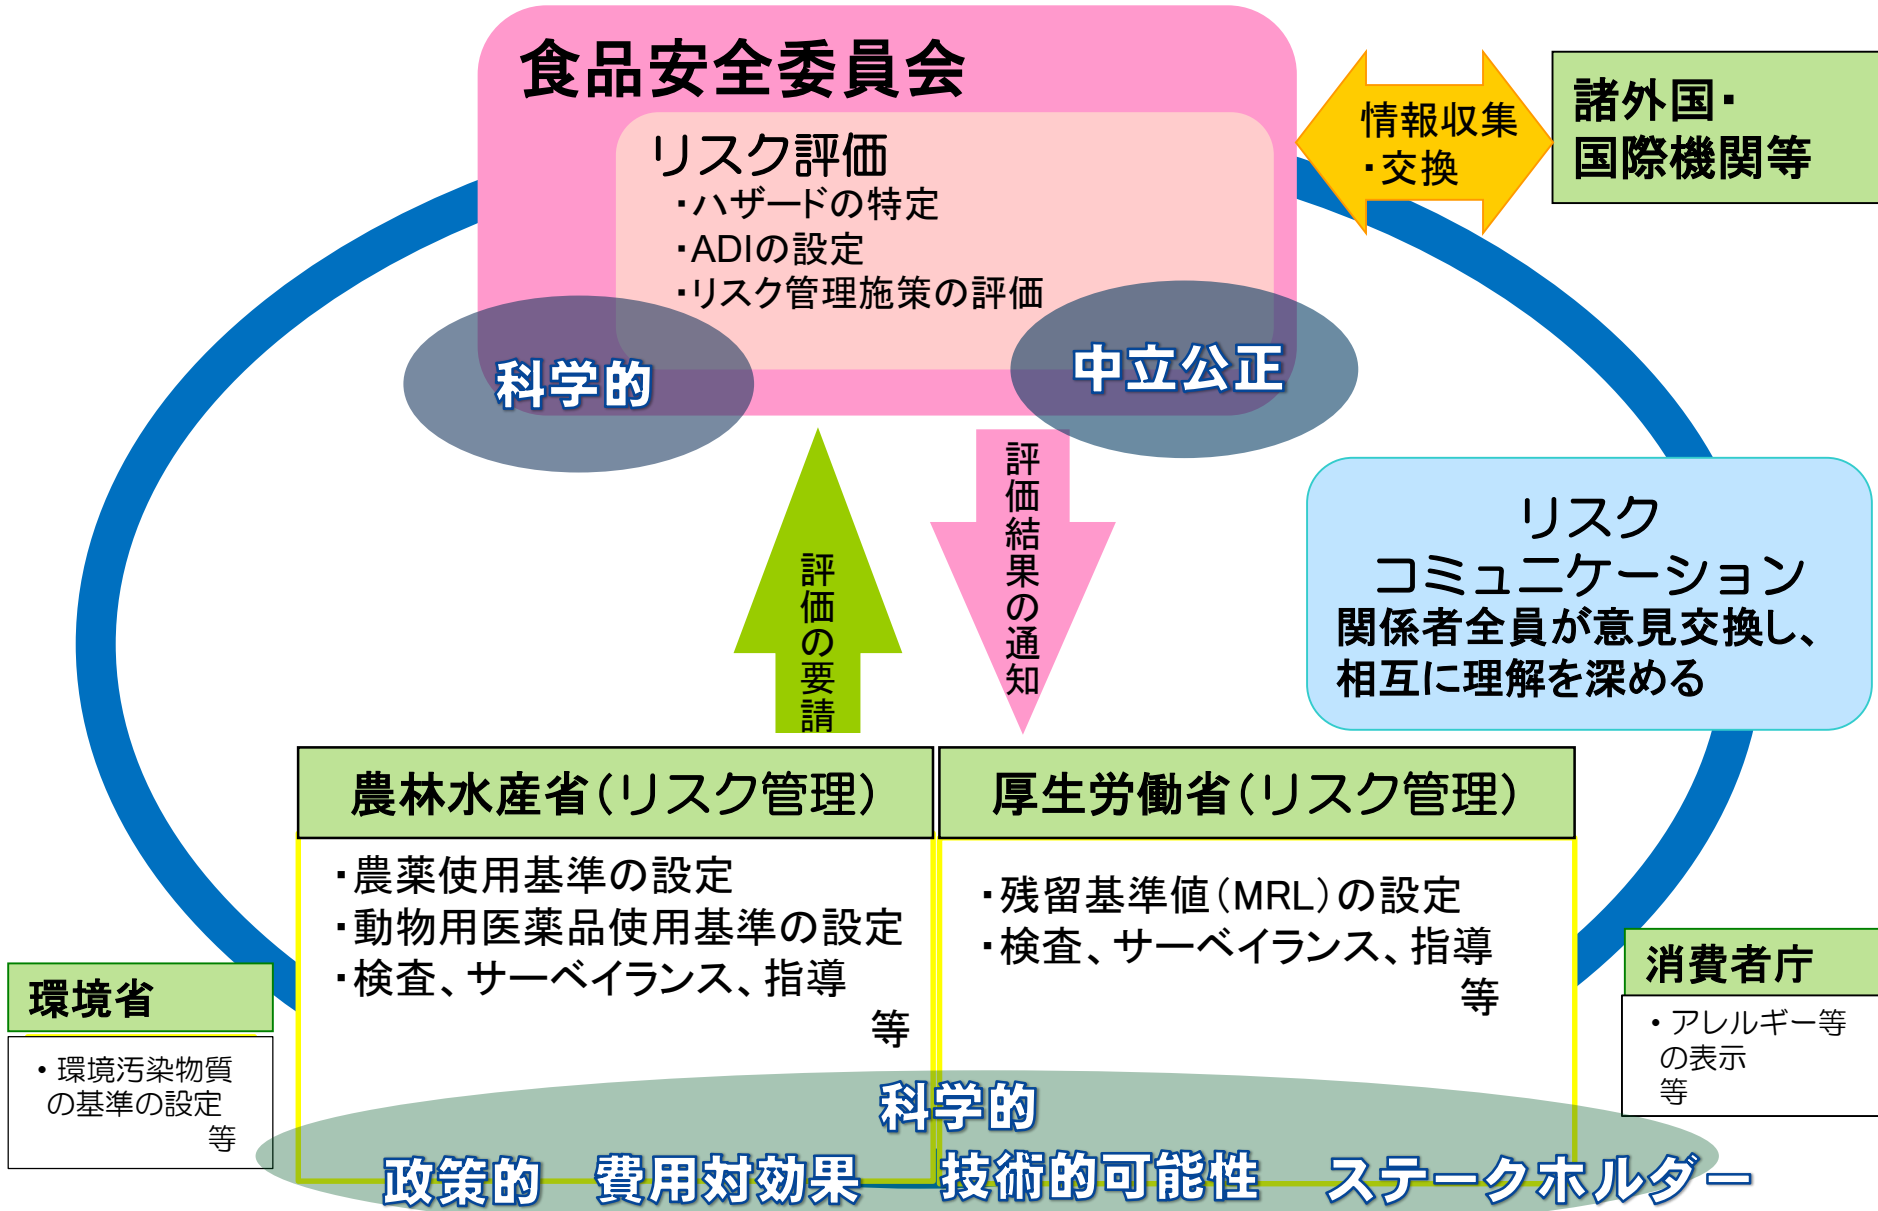 食品安全委員会
リスク評価
・ハザードの特定
・ADIの設定
・リスク管理施策の評価
科学的
中立公正
情報収集
・交換
諸外国・
国際機関等
評価の要請
評価結果の通知
リスク
コミュニケーション
関係者全員が意見交換し、
相互に理解を深める
農林水産省(リスク管理)
・農薬使用基準の設定
・動物用医薬品使用基準の設定
・検査、サーベイランス、指導
等
厚生労働省(リスク管理)
・残留基準値(MRL)の設定
・検査、サーベイランス、指導
等
環境省
・環境汚染物質
の基準の設定
等
消費者庁
・アレルギー等
の表示
等
科学的
政策的 費用対効果 技術的可能性 ステークホルダー